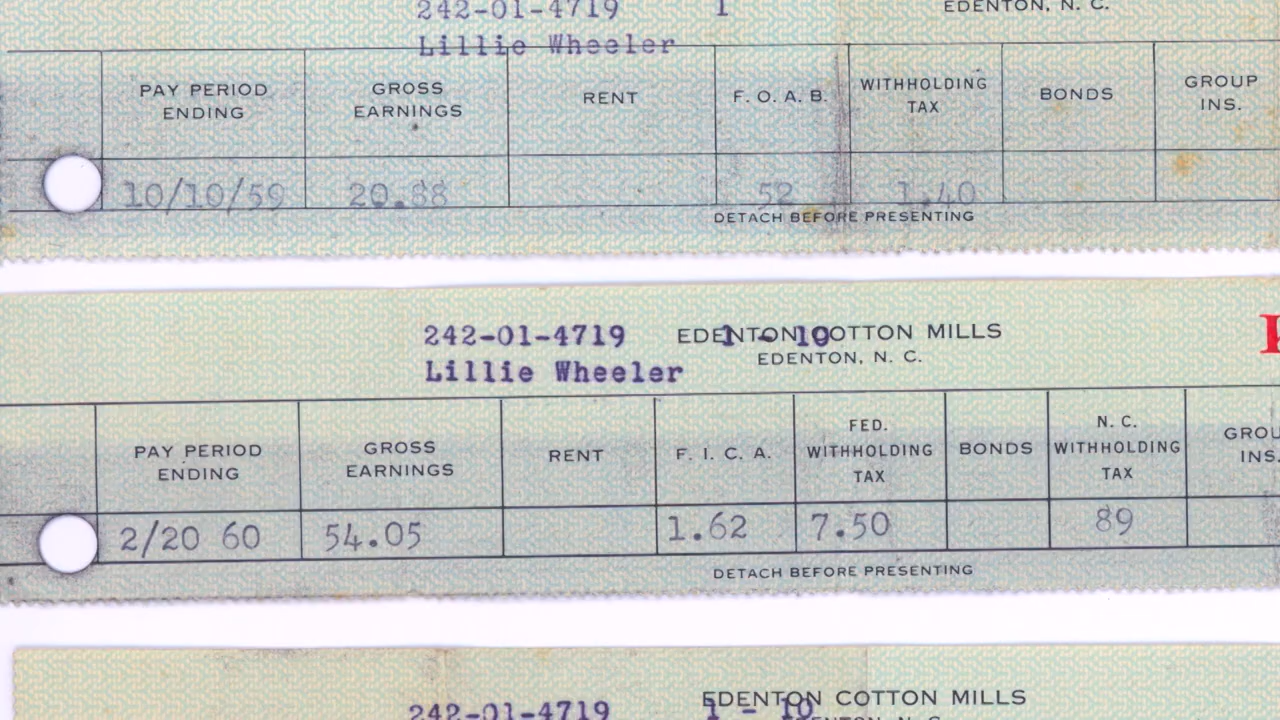 242-01-4719 1 EDENTON, N. C.
Lillie Wheeler
PAY PERIOD ENDING GROSS EARNINGS RENT F. O. A. B. WITHHOLDING TAX BONDS GROUP INS.
10/10/59 20.88 52 1.40
DETACH BEFORE PRESENTING
242-01-4719 EDENTON COTTON MILLS 1 - 10
EDENTON, N. C.
Lillie Wheeler
PAY PERIOD ENDING GROSS EARNINGS RENT F. I. C. A. FED. WITHHOLDING TAX BONDS N. C. WITHHOLDING TAX GROU INS.
2/20 60 54.05 1.62 7.50 89
DETACH BEFORE PRESENTING
EDENTON COTTON MILLS
242-01-4719 1 - 10